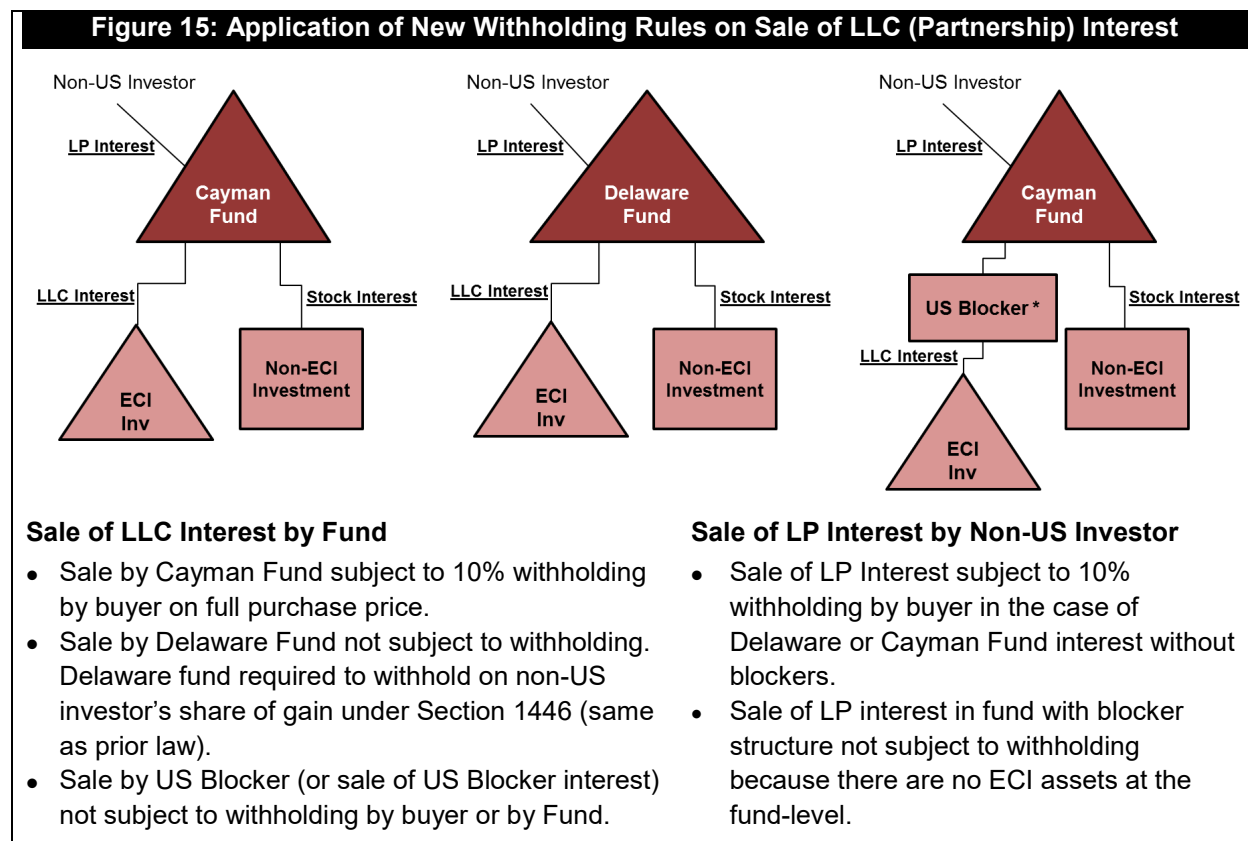 Figure 15: Application of New Withholding Rules on Sale of LLC (Partnership) Interest
Non-US Investor
LP Interest
Cayman
Fund
LLC Interest
Stock Interest
ECI
Inv
Non-ECI
Investment
Non-US Investor
LP Interest
Delaware
Fund
LLC Interest
Stock Interest
ECI
Inv
Non-ECI
Investment
Non-US Investor
LP Interest
Cayman
Fund
US Blocker *
Stock Interest
LLC Interest
Non-ECI
Investment
ECI
Inv
Sale of LLC Interest by Fund
• Sale by Cayman Fund subject to 10% withholding
by buyer on full purchase price.
• Sale by Delaware Fund not subject to withholding.
Delaware fund required to withhold on non-US
investor’s share of gain under Section 1446 (same
as prior law).
• Sale by US Blocker (or sale of US Blocker interest)
not subject to withholding by buyer or by Fund.
Sale of LP Interest by Non-US Investor
• Sale of LP Interest subject to 10%
withholding by buyer in the case of
Delaware or Cayman Fund interest without
blockers.
• Sale of LP interest in fund with blocker
structure not subject to withholding
because there are no ECI assets at the
fund-level.